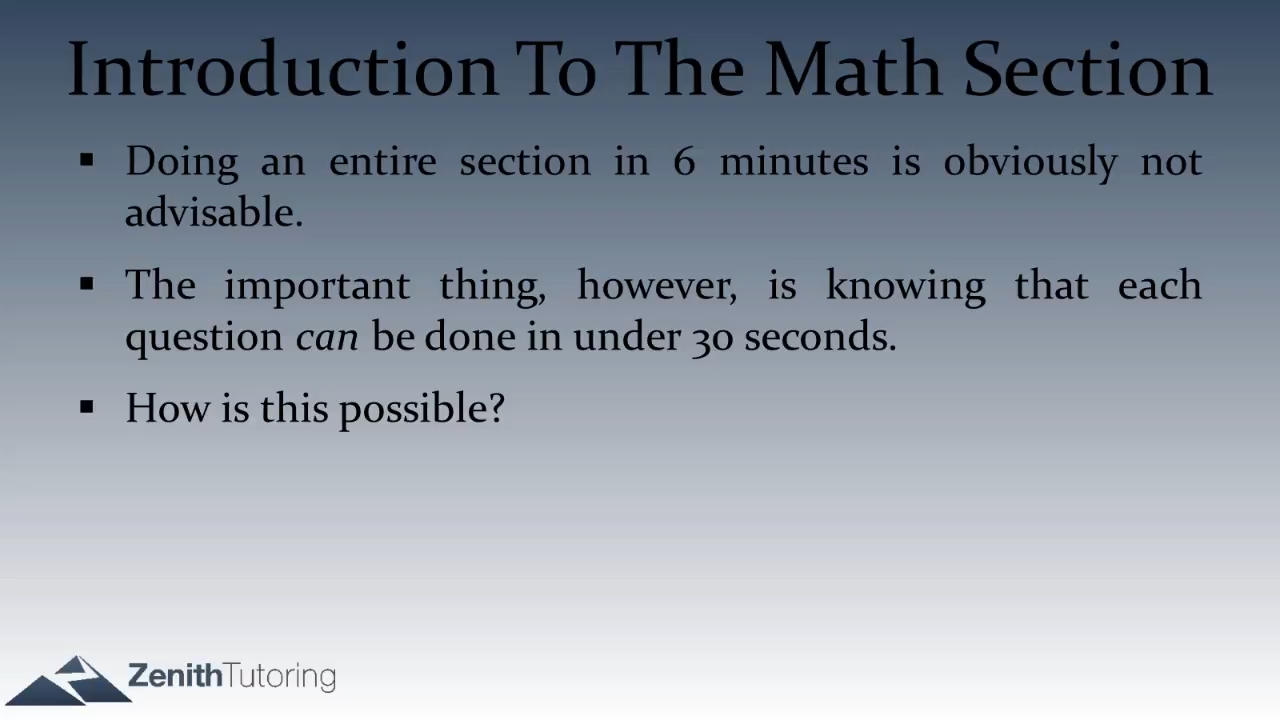 Introduction To The Math Section
▪ Doing an entire section in 6 minutes is obviously not
advisable.
▪ The important thing, however, is knowing that each
question can be done in under 30 seconds.
▪ How is this possible?
ZenithTutoring